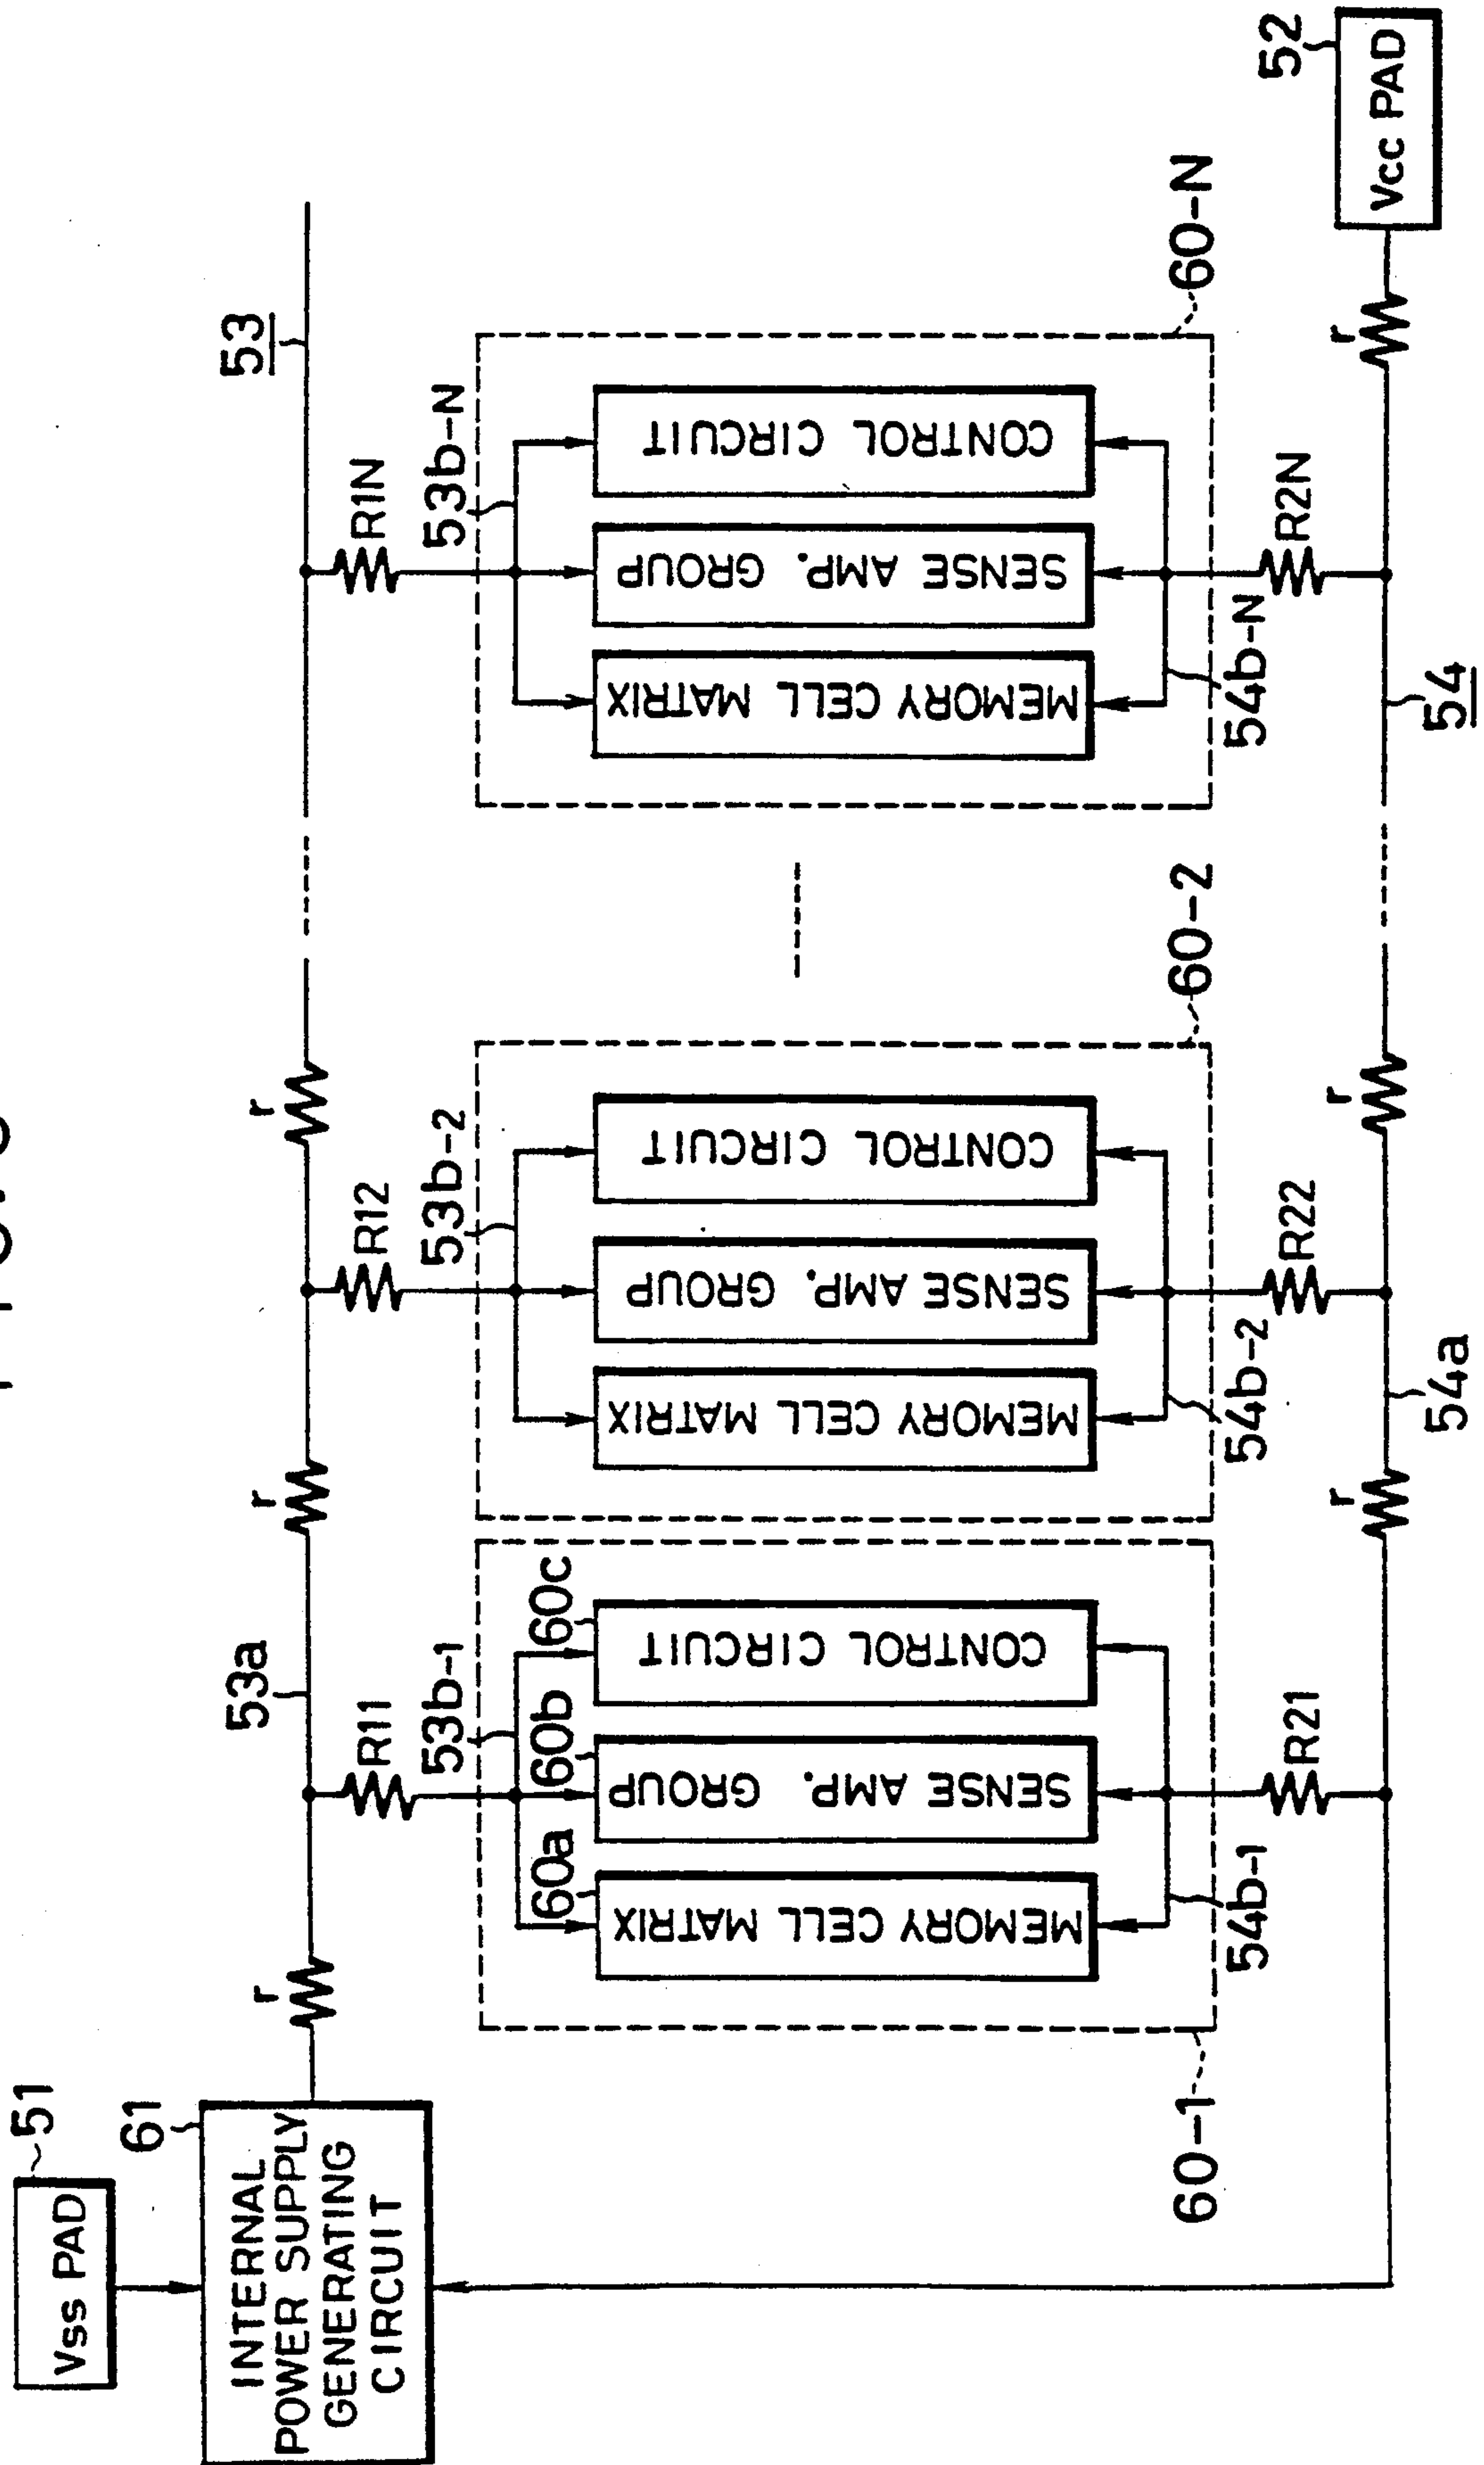 51
Vss PAD
61
INTERNAL
POWER SUPPLY
GENERATING
CIRCUIT
53
53a
r
r
r
R11
R12
R1N
53b-1
53b-2
53b-N
60a
60b
60c
MEMORY CELL MATRIX
SENSE AMP. GROUP
CONTROL CIRCUIT
MEMORY CELL MATRIX
SENSE AMP. GROUP
CONTROL CIRCUIT
MEMORY CELL MATRIX
SENSE AMP. GROUP
CONTROL CIRCUIT
54b-1
54b-2
54b-N
60-1
60-2
60-N
R21
R22
R2N
r
r
r
54a
54
52
Vcc PAD